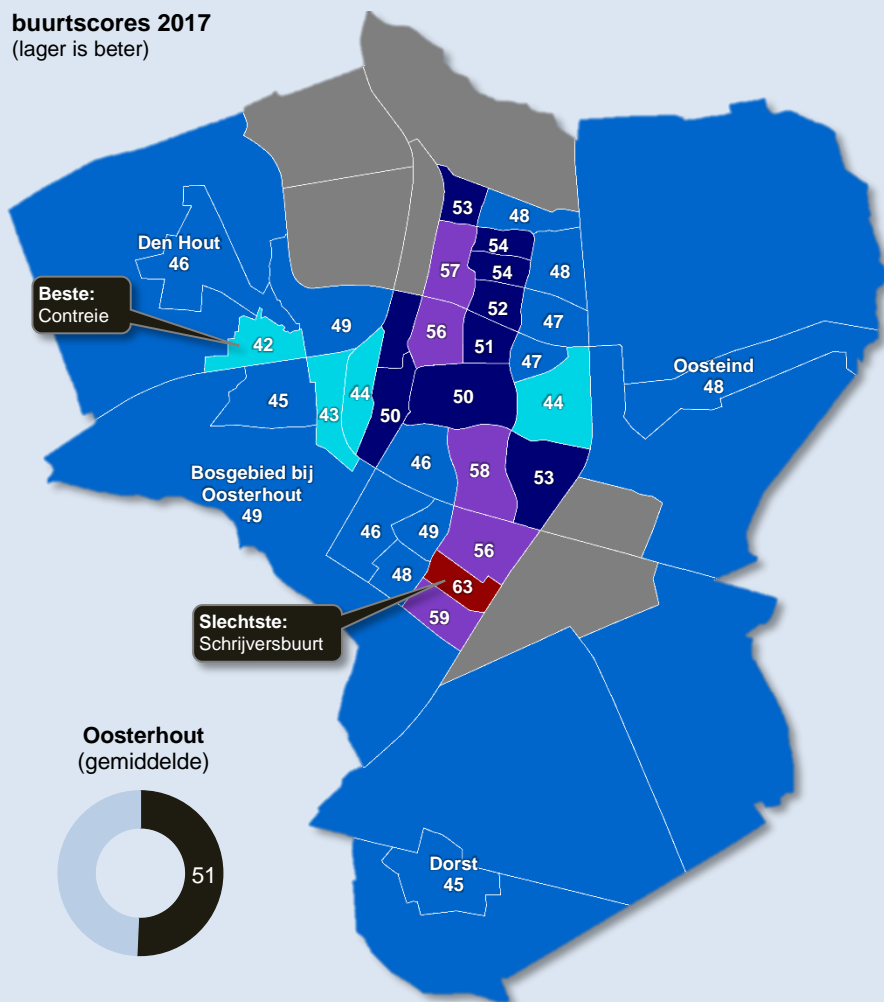 buurtscores 2017
(lager is beter)
53
48
Den Hout
46
54
57
54
48
Beste:
Contreie
52
49
56
47
42
51
47
Oosteind
48
45
43
44
50
50
44
46
58
53
Bosgebied bij
Oosterhout
49
46
49
56
48
63
59
Slechtste:
Schrijversbuurt
Oosterhout
(gemiddelde)
51
Dorst
45